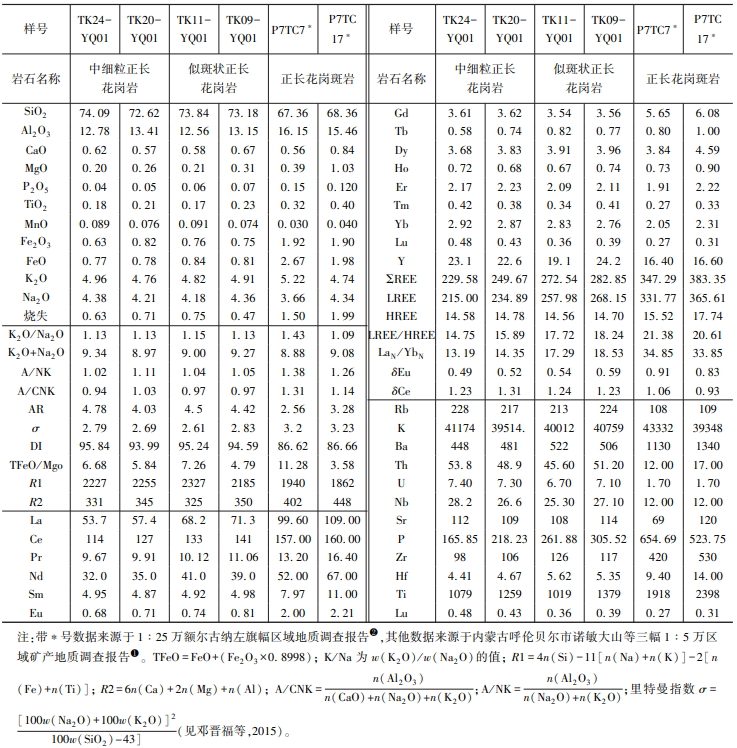 样号 TK24-YQ01 TK20-YQ01 TK11-YQ01 TK09-YQ01 P7TC7* P7TC17* 样号 TK24-YQ01 TK20-YQ01 TK11-YQ01 TK09-YQ01 P7TC7* P7TC17*
岩石名称 中细粒正长花岗岩 似斑状正长花岗岩 正长花岗斑岩 岩石名称 中细粒正长花岗岩 似斑状正长花岗岩 正长花岗斑岩
SiO₂ 74.09 72.62 73.84 73.18 67.36 68.36 Gd 3.61 3.62 3.54 3.56 5.65 6.08
Al₂O₃ 12.78 13.41 12.56 13.15 16.15 15.46 Tb 0.58 0.74 0.82 0.77 0.80 1.00
CaO 0.62 0.57 0.58 0.67 0.56 0.84 Dy 3.68 3.83 3.91 3.96 3.84 4.59
MgO 0.20 0.26 0.21 0.31 0.39 1.03 Ho 0.72 0.68 0.67 0.74 0.73 0.90
P₂O₅ 0.04 0.05 0.06 0.07 0.15 0.120 Er 2.17 2.23 2.09 2.11 1.91 2.22
TiO₂ 0.18 0.21 0.17 0.23 0.32 0.40 Tm 0.42 0.38 0.34 0.41 0.27 0.33
MnO 0.089 0.076 0.091 0.074 0.030 0.040 Yb 2.92 2.87 2.83 2.76 2.05 2.31
Fe₂O₃ 0.63 0.82 0.76 0.75 1.92 1.90 Lu 0.48 0.43 0.36 0.39 0.27 0.31
FeO 0.77 0.78 0.84 0.81 2.67 1.98 Y 23.1 22.6 19.1 24.2 16.40 16.60
K₂O 4.96 4.76 4.82 4.91 5.22 4.74 ΣREE 229.58 249.67 272.54 282.85 347.29 383.35
Na₂O 4.38 4.21 4.18 4.36 3.66 4.34 LREE 215.00 234.89 257.98 268.15 331.77 365.61
烧失 0.63 0.71 0.75 0.47 1.50 1.99 HREE 14.58 14.78 14.56 14.70 15.52 17.74
K₂O/Na₂O 1.13 1.13 1.15 1.13 1.43 1.09 LREE/HREE 14.75 15.89 17.72 18.24 21.38 20.61
K₂O+Na₂O 9.34 8.97 9.00 9.27 8.88 9.08 LaN/YbN 13.19 14.35 17.29 18.53 34.85 33.85
A/NK 1.02 1.11 1.04 1.05 1.38 1.26 δEu 0.49 0.52 0.54 0.59 0.91 0.83
A/CNK 0.94 1.03 0.97 0.97 1.31 1.14 δCe 1.23 1.31 1.24 1.23 1.06 0.93
AR 4.78 4.03 4.5 4.42 2.56 3.28 Rb 228 217 213 224 108 109
σ 2.79 2.69 2.61 2.83 3.2 3.23 K 41174 39514. 40012 40759 43332 39348
DI 95.84 93.99 95.24 94.59 86.62 86.66 Ba 448 481 522 506 1130 1340
TFeO/Mgo 6.68 5.84 7.26 4.79 11.28 3.58 Th 53.8 48.9 45.60 51.20 12.00 17.00
R1 2227 2255 2327 2185 1940 1862 U 7.40 7.30 6.70 7.10 1.70 1.70
R2 331 345 325 350 402 448 Nb 28.2 26.6 25.30 27.10 12.00 12.00
La 53.7 57.4 68.2 71.3 99.60 109.00 Sr 112 109 108 114 69 120
Ce 114 127 133 141 157.00 160.00 P 165.85 218.23 261.88 305.52 654.69 523.75
Pr 9.67 9.91 10.12 11.06 13.20 16.40 Zr 98 106 126 117 420 530
Nd 32.0 35.0 41.0 39.0 52.00 67.00 Hf 4.41 4.67 5.62 5.35 9.40 14.00
Sm 4.95 4.87 4.92 4.98 7.97 11.00 Ti 1079 1259 1019 1379 1918 2398
Eu 0.68 0.71 0.74 0.81 2.00 2.21 Lu 0.48 0.43 0.36 0.39 0.27 0.31
注:带*号数据来源于1:25万额尔古纳左旗幅区域地质调查报告❷,其他数据来源于内蒙古呼伦贝尔市诺敏大山等三幅1:5万区
域矿产地质调查报告❶。TFeO=FeO+(Fe₂O₃×0.8998);K/Na为w(K₂O)/w(Na₂O)的值;R1=4n(Si)-11[n(Na)+n(K)]-2[n
(Fe)+n(Ti)];R2=6n(Ca)+2n(Mg)+n(Al);A/CNK=n(Al₂O₃)/n(CaO)+n(Na₂O)+n(K₂O);A/NK=n(Al₂O₃)/n(Na₂O)+n(K₂O);里特曼指数σ=
[100w(Na₂O)+100w(K₂O)]²/100w(SiO₂)-43](见邓晋福等,2015)。